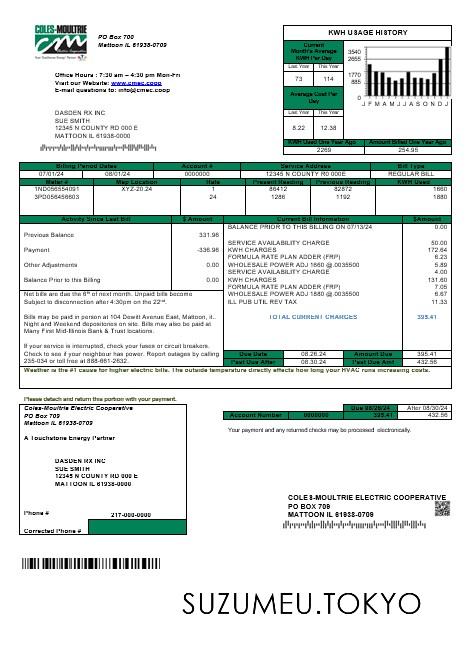 COLES-MOULTRIE
cm
PO Box 700
Mattoon IL 61938-0709
Office Hours : 7:30 am – 4:30 pm Mon-Fri
Visit our Website: www.cmec.coop
E-mail questions to: info@cmec.coop
DASDEN RX INC
SUE SMITH
12345 N COUNTY RD 000 E
MATTOON IL 61938-0709
KWH USAGE HISTORY
Current
Month's Average
KWH Per Day
Last Year This Year
73 114
Average Cost Per
Day
Last Year This Year
8.22 12.38
3540
2655
1770
885
0
J F M A M J J A S O N D J
KWH Used One Year Ago Amount Billed One Year Ago
2269 254.95
Billing Period Dates Account # Service Address Bill Type
07/01/24 08/01/24 0000000 12345 N COUNTY R0 000E REGULAR BILL
Meter # Map Location Rate Present Reading Previous Reading KWH Used
1ND056554091 XYZ-20.24 1 86412 82872 1660
3PD056456603 24 1286 1192 1880
Activity Since Last Bill $ Amount Current Bill Information $Amount
BALANCE PRIOR TO THIS BILLING ON 07/13/24 0.00
Previous Balance 331.98
SERVICE AVAILABILITY CHARGE 50.00
Payment -336.98 KWH CHARGES 172.64
FORMULA RATE PLAN ADDER (FRP) 6.23
Other Adjustments 0.00 WHOLESALE POWER ADJ 1660 @.0035500 5.89
SERVICE AVAILABILITY CHARGE 4.00
Balance Prior to this Billing 0.00 KWH CHARGES 131.60
FORMULA RATE PLAN ADDER (FRP) 7.05
WHOLESALE POWER ADJ 1880 @.0035500 6.67
ILL PUB UTIL REV TAX 11.33
Net bills are due the 6th of next month. Unpaid bills become
Subject to disconnection after 4:30pm on the 22nd.
Bills may be paid in person at 104 Dewitt Avenue East, Mattoon, il..
Night and Weekend depositories on site. Bills may also be paid at
Many First Mid-Illinois Bank & Trust locations.
TOTAL CURRENT CHARGES 395.41
If your service is interrupted, check your fuses or circuit breakers.
Check to see if your neighbour has power. Report outages by calling
235-034 or toll free at 888-661-2632.
Due Date 08.26.24 Amount Due 395.41
Past Due After 08.30.24 Past Due Amt 432.56
Weather is the #1 cause for higher electric bills. The outside temperature directly effects how long your HVAC runs increasing costs.
Please detach and return this portion with your payment.
Coles-Moultrie Electric Cooperative
PO Box 709
Mattoon IL 61938-0709
A Touchstone Energy Partner
DASDEN RX INC
SUE SMITH
12345 N COUNTY RD 000 E
MATTOON IL 61938-0709
Phone # 217-000-0000
Corrected Phone #
Due 08/26/24 After 08/30/24
Account Number 0000000 395.41 432.56
Your payment and any returned checks may be processed electronically.
COLES-MOULTRIE ELECTRIC COOPERATIVE
PO BOX 709
MATTOON IL 61938-0709
SUZUMEU.TOKYO